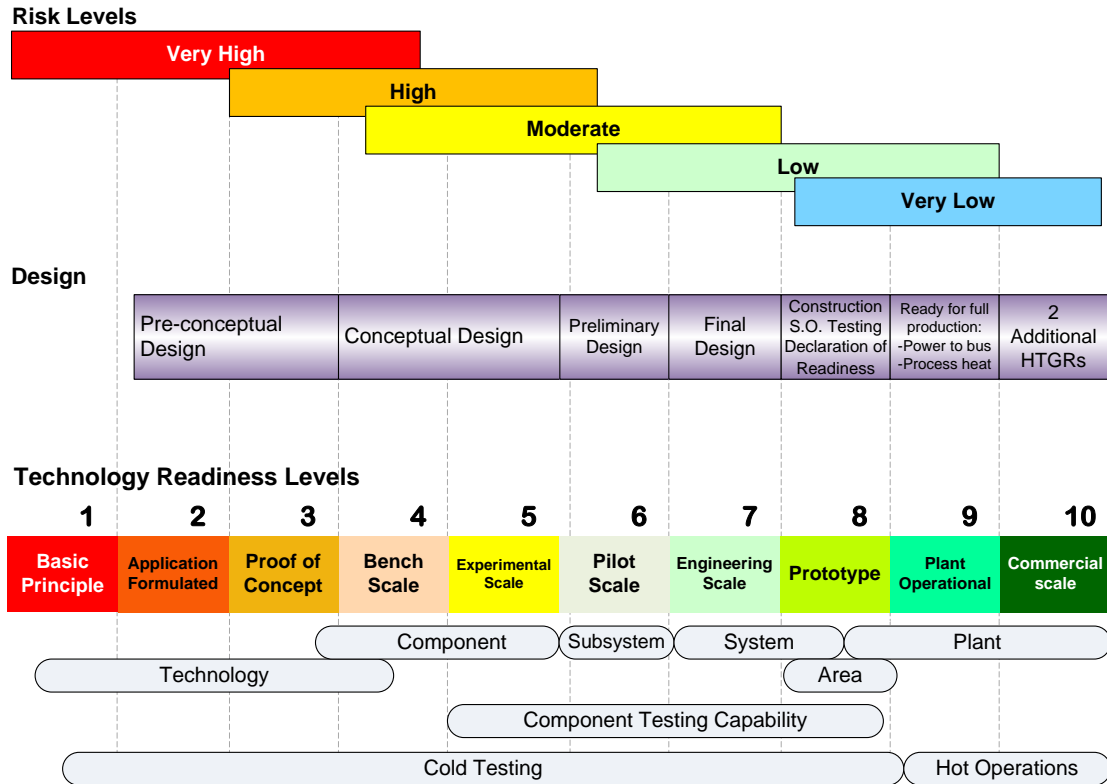 Risk Levels
Very High
High
Moderate
Low
Very Low
Design
Pre-conceptual
Design
Conceptual Design
Preliminary
Design
Final
Design
Construction
S.O. Testing
Declaration of
Readiness
Ready for full
production:
-Power to bus
-Process heat
2
Additional
HTGRs
Technology Readiness Levels
1 2 3 4 5 6 7 8 9 10
Basic
Principle
Application
Formulated
Proof of
Concept
Bench
Scale
Experimental
Scale
Pilot
Scale
Engineering
Scale
Prototype
Plant
Operational
Commercial
scale
Component
Subsystem
System
Plant
Technology
Area
Component Testing Capability
Cold Testing
Hot Operations